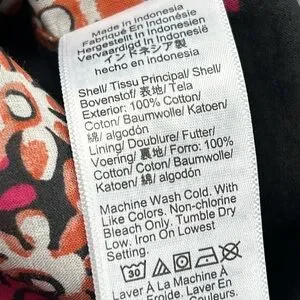 Made in Indonesia
Fabriqué En Indonésien
Hergestellt in Indonesien
Vervaardigd In Indonesië
インドネシア製
hecho en indonesia
Shell/ Tissu Principal/ Shell/
Bovenstof/ 表地/ Tela
Exterior: 100% Cotton/
Coton/ Baumwolle/ Katoen/
綿/ algodón
Lining/ Doublure/ Futter/
Voering/ 裏地/ Forro: 100%
Cotton/ Coton/ Baumwolle/
Katoen/ 綿/ algodón
Machine Wash Cold. With
Like Colors. Non-chlorine
Bleach Only. Tumble Dry
Low. Iron On Lowest
Setting.
30
Laver À La Machine À